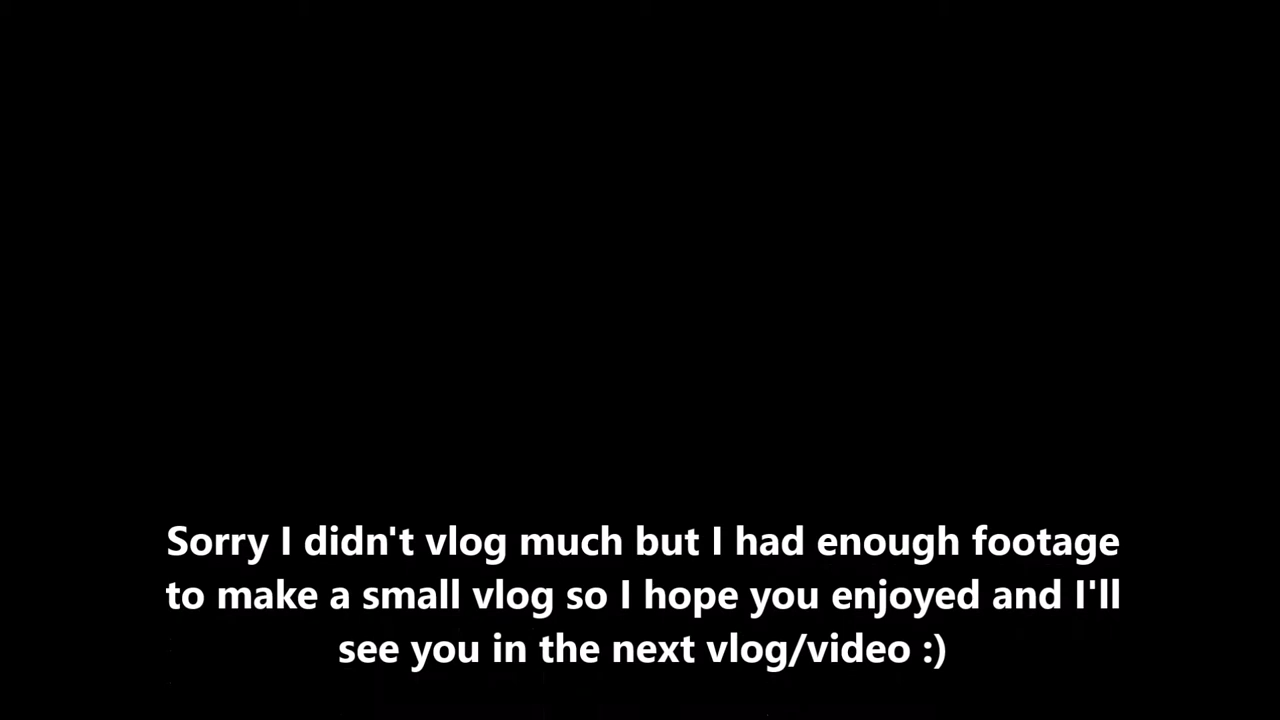 Sorry I didn't vlog much but I had enough footage
to make a small vlog so I hope you enjoyed and I'll
see you in the next vlog/video :)